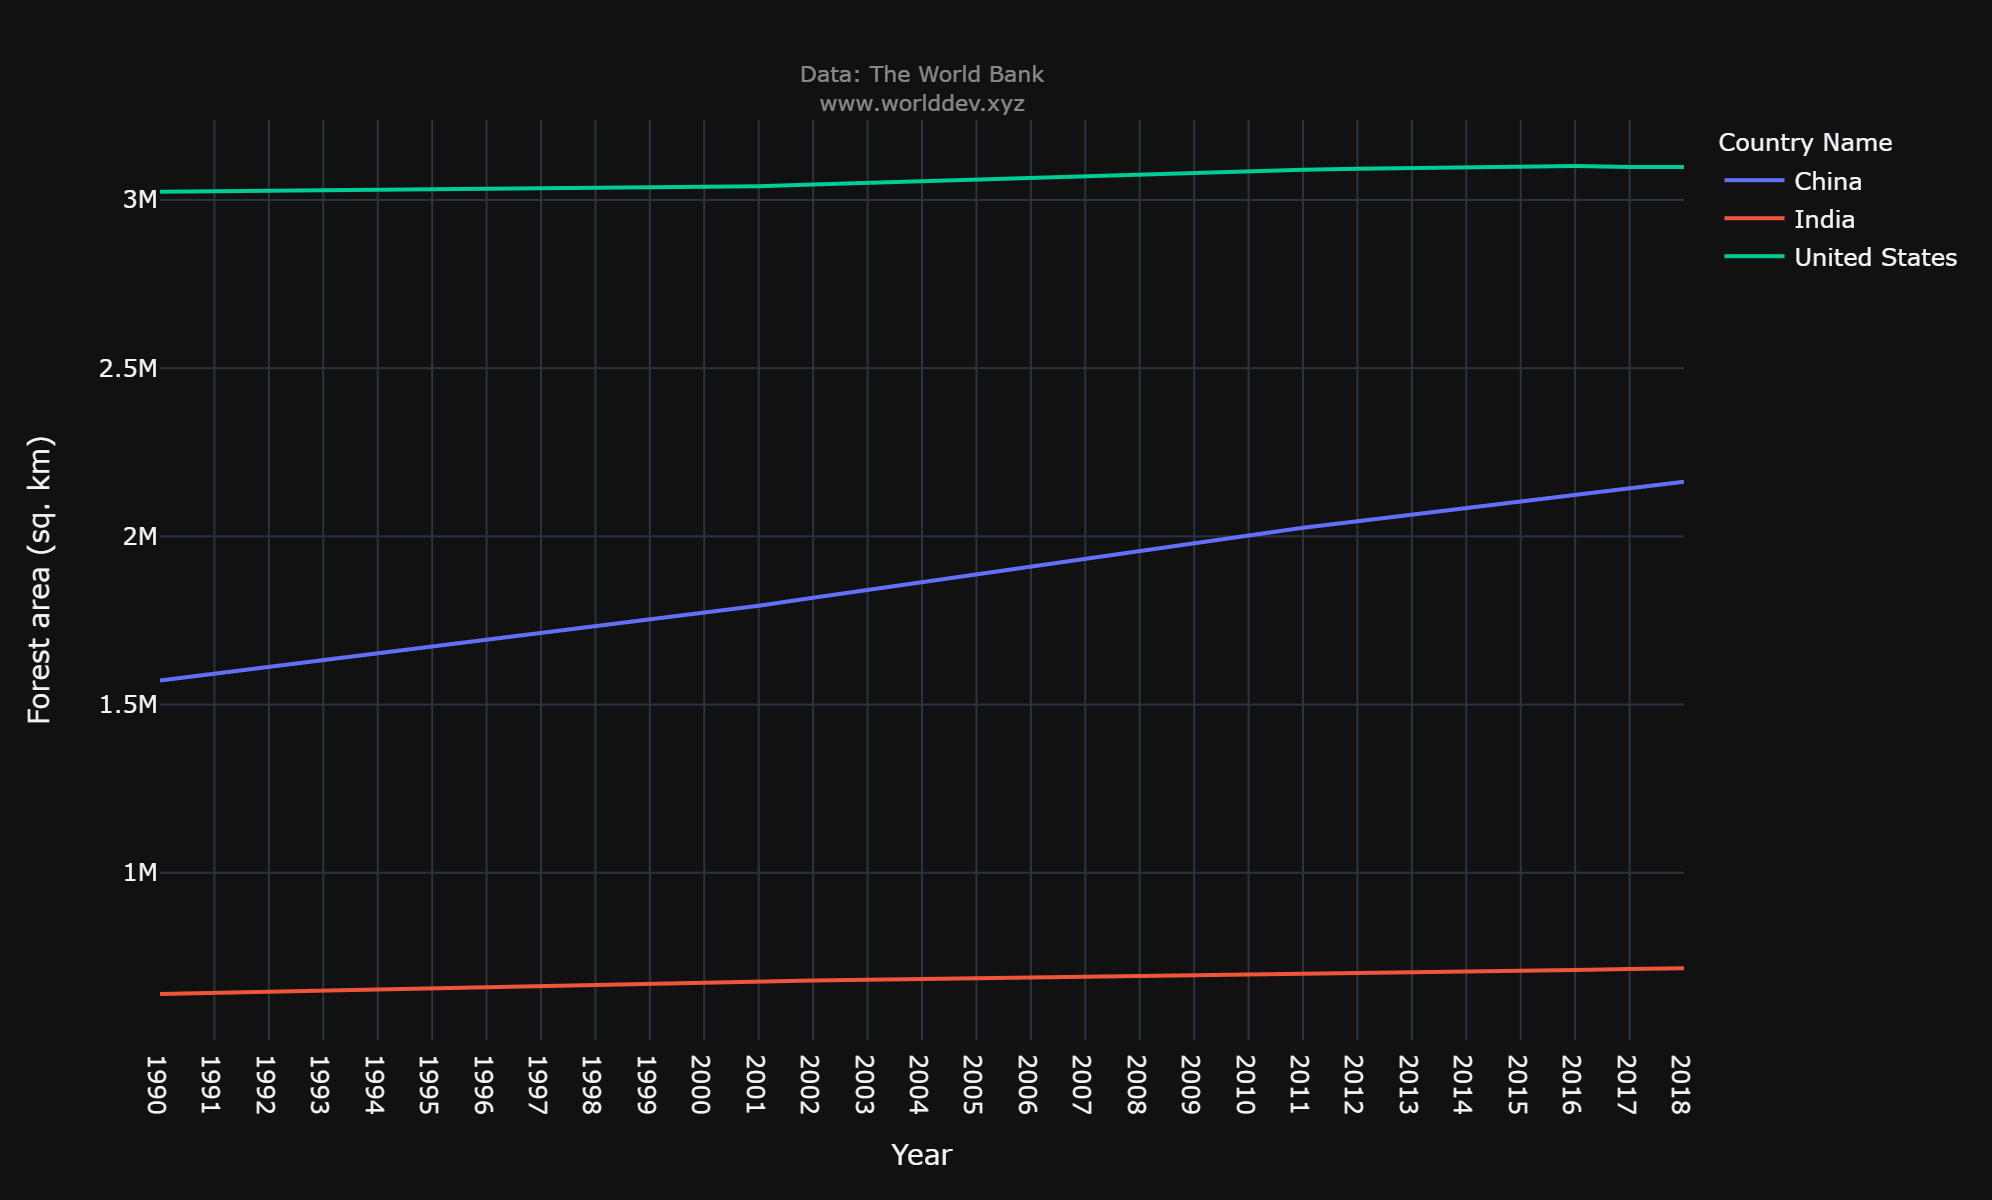 Data: The World Bank
www.worlddev.xyz
Country Name
China
India
United States
3M
2.5M
2M
1.5M
1M
Forest area (sq. km)
1990
1991
1992
1993
1994
1995
1996
1997
1998
1999
2000
2001
2002
2003
2004
2005
2006
2007
2008
2009
2010
2011
2012
2013
2014
2015
2016
2017
2018
Year